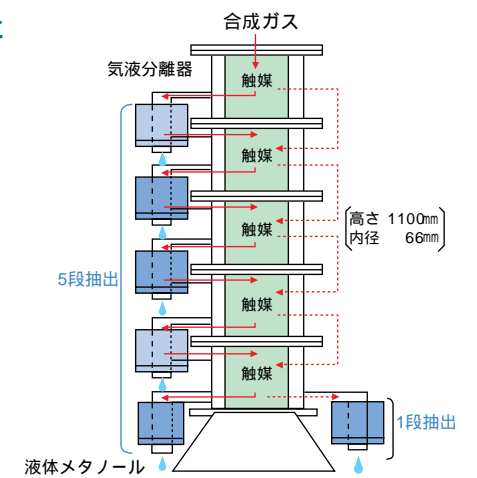 合成ガス
気液分離器
触媒
触媒
触媒
触媒
触媒
高さ 1100㎜
内径 66㎜
5段抽出
1段抽出
液体メタノール